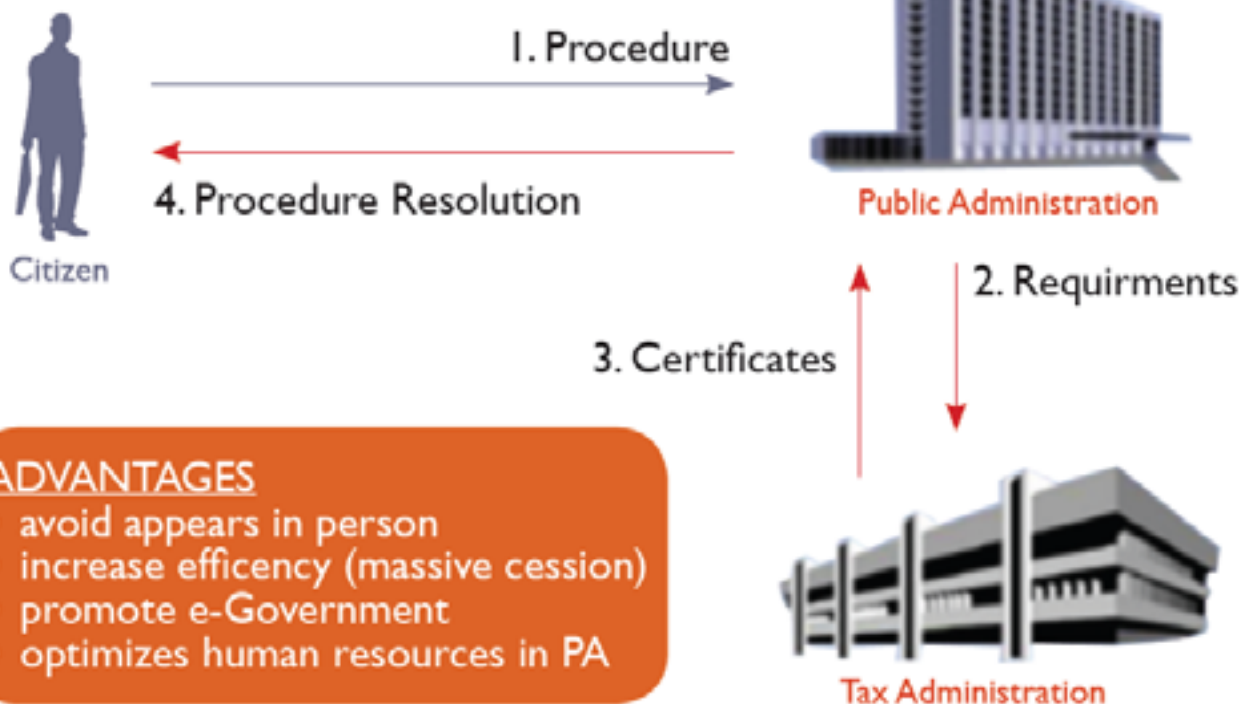 1. Procedure
4. Procedure Resolution
Citizen
Public Administration
2. Requirments
3. Certificates
ADVANTAGES
avoid appears in person
increase efficency (massive cession)
promote e-Government
optimizes human resources in PA
Tax Administration